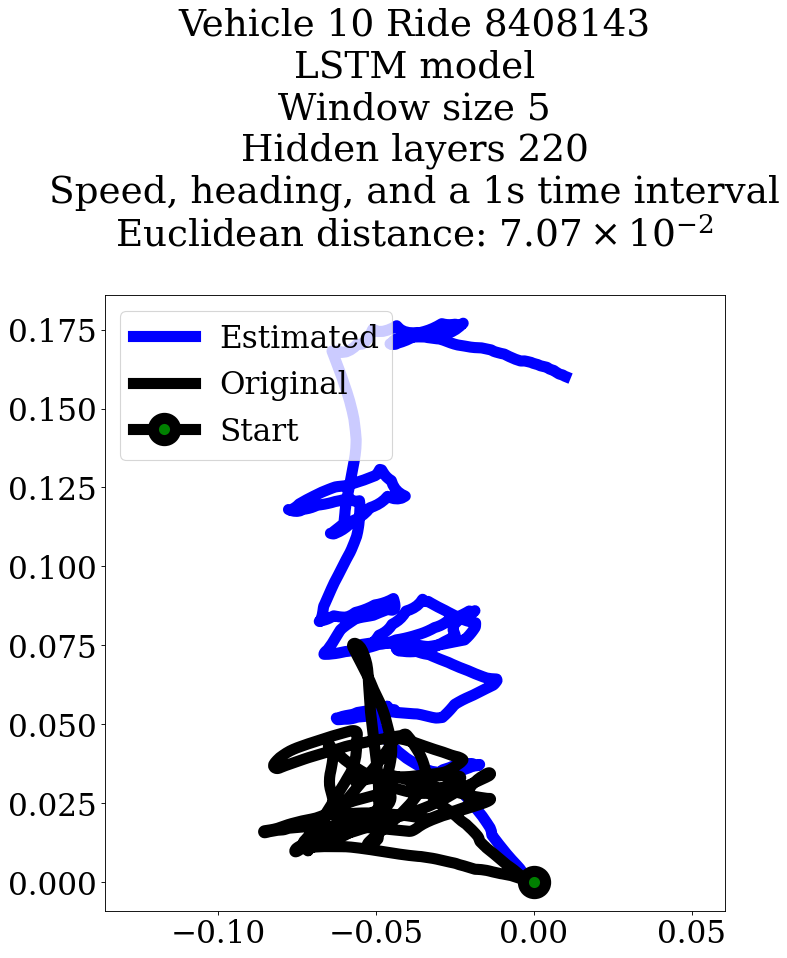 Vehicle 10 Ride 8408143
LSTM model
Window size 5
Hidden layers 220
Speed, heading, and a 1s time interval
Euclidean distance: 7.07 × 10⁻²
Estimated
Original
Start
0.175
0.150
0.125
0.100
0.075
0.050
0.025
0.000
−0.10 −0.05 0.00 0.05